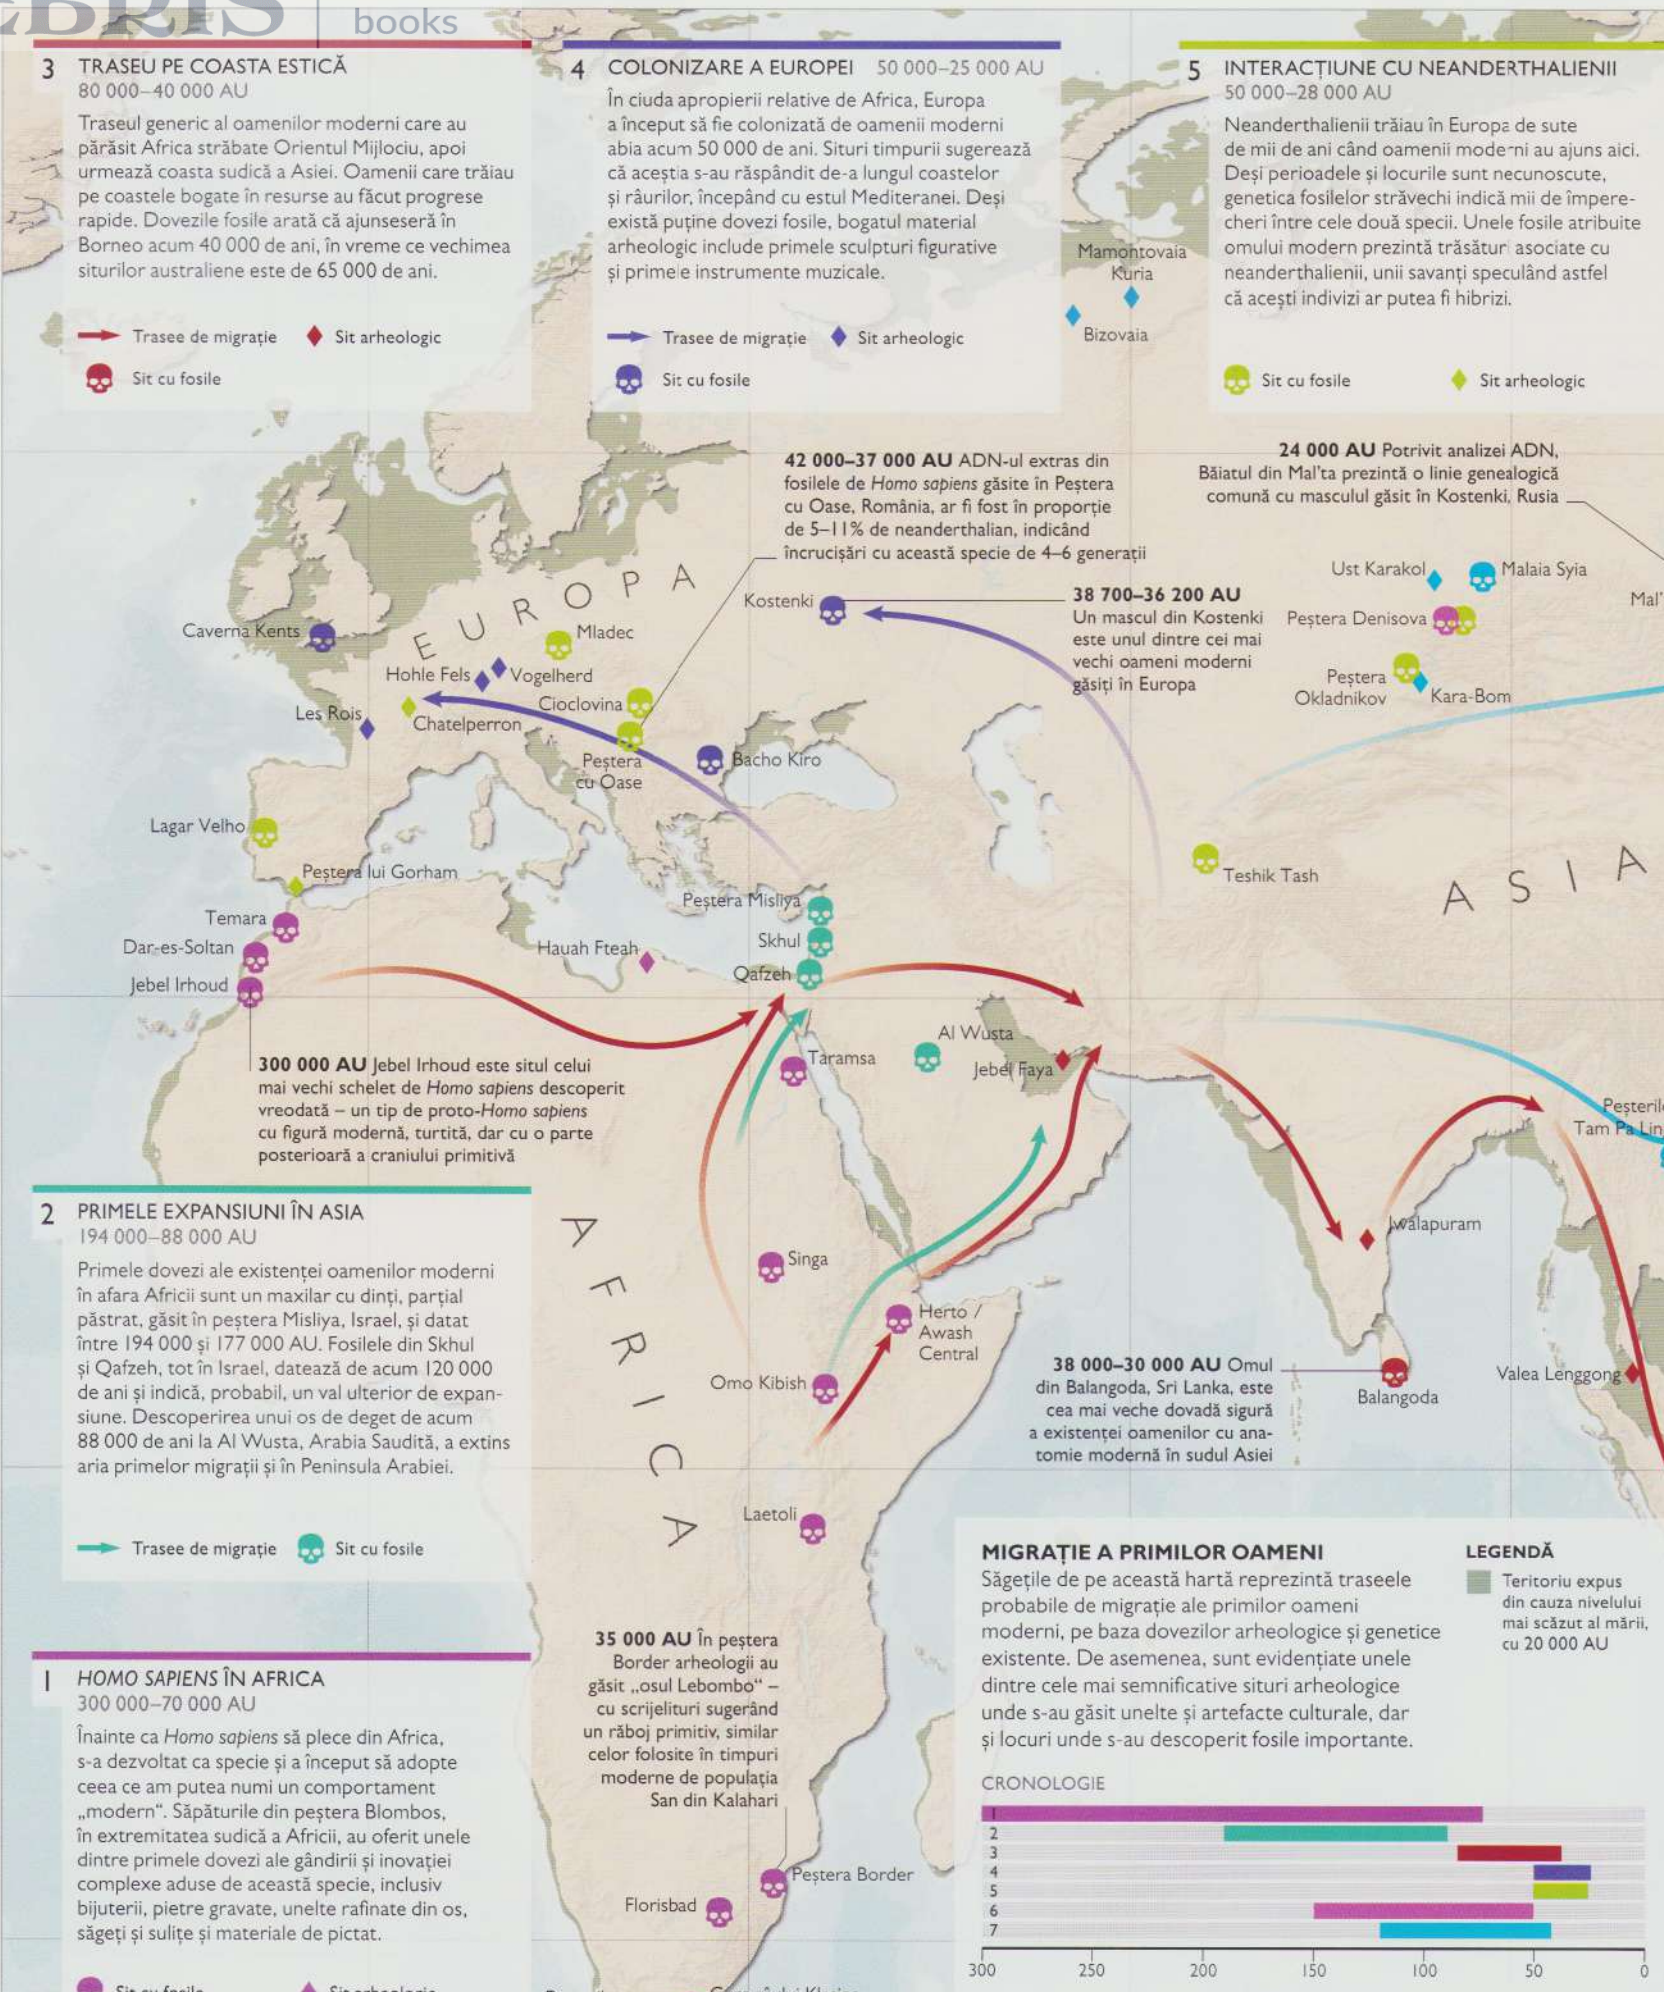 books
3 TRASEU PE COASTA ESTICĂ
80 000–40 000 AU
Traseul generic al oamenilor moderni care au
părăsit Africa străbate Orientul Mijlociu, apoi
urmează coasta sudică a Asiei. Oamenii care trăiau
pe coastele bogate în resurse au făcut progrese
rapide. Dovezile fosile arată că ajunseseră în
Borneo acum 40 000 de ani, în vreme ce vechimea
siturilor australiene este de 65 000 de ani.
Trasee de migrație
Sit arheologic
Sit cu fosile
4 COLONIZARE A EUROPEI 50 000–25 000 AU
În ciuda apropierii relative de Africa, Europa
a început să fie colonizată de oamenii moderni
abia acum 50 000 de ani. Situri timpurii sugerează
că aceștia s-au răspândit de-a lungul coastelor
și râurilor, începând cu estul Mediteranei. Deși
există puține dovezi fosile, bogatul material
arheologic include primele sculpturi figurative
și primele instrumente muzicale.
Trasee de migrație
Sit arheologic
Sit cu fosile
5 INTERACȚIUNE CU NEANDERTHALIENII
50 000–28 000 AU
Neanderthalienii trăiau în Europa de sute
de mii de ani când oamenii moderni au ajuns aici.
Deși perioadele și locurile sunt necunoscute,
genetica fosilelor străvechi indică mii de împere-
cheri între cele două specii. Unele fosile atribuite
omului modern prezintă trăsături asociate cu
neanderthalienii, unii savanți speculând astfel
că acești indivizi ar putea fi hibrizi.
Sit cu fosile
Sit arheologic
Mamontovaia
Kuria
Bizovaia
42 000–37 000 AU ADN-ul extras din
fosilele de Homo sapiens găsite în Peștera
cu Oase, România, ar fi fost în proporție
de 5–11% de neanderthalian, indicând
încrucișări cu această specie de 4–6 generații
24 000 AU Potrivit analizei ADN,
Băiatul din Mal'ta prezintă o linie genealogică
comună cu masculul găsit în Kostenki, Rusia
38 700–36 200 AU
Un mascul din Kostenki
este unul dintre cei mai
vechi oameni moderni
găsiți în Europa
EUROPA
Kostenki
Ust Karakol
Malaia Syia
Mal'
Peștera Denisova
Peștera
Okladnikov
Kara-Bom
Caverna Kents
Mladec
Hohle Fels
Vogelherd
Cioclovina
Les Rois
Chatelperron
Peștera
cu Oase
Bacho Kiro
Lagar Velho
Peștera lui Gorham
Teshik Tash
ASIA
Temara
Dar-es-Soltan
Jebel Irhoud
Hauah Fteah
Peștera Misliya
Skhul
Qafzeh
Taramsa
Al Wusta
Jebel Faya
300 000 AU Jebel Irhoud este situl celui
mai vechi schelet de Homo sapiens descoperit
vreodată – un tip de proto-Homo sapiens
cu figură modernă, turtită, dar cu o parte
posterioară a craniului primitivă
Tam Pa Lin
2 PRIMELE EXPANSIUNI ÎN ASIA
194 000–88 000 AU
Primele dovezi ale existenței oamenilor moderni
în afara Africii sunt un maxilar cu dinți, parțial
păstrat, găsit în peștera Misliya, Israel, și datat
între 194 000 și 177 000 AU. Fosilele din Skhul
și Qafzeh, tot în Israel, datează de acum 120 000
de ani și indică, probabil, un val ulterior de expan-
siune. Descoperirea unui os de deget de acum
88 000 de ani la Al Wusta, Arabia Saudită, a extins
aria primelor migrații și în Peninsula Arabiei.
Trasee de migrație
Sit cu fosile
AFRICA
Singa
Herto /
Awash
Central
Omo Kibish
Laetoli
Jwalapuram
38 000–30 000 AU Omul
din Balangoda, Sri Lanka, este
cea mai veche dovadă sigură
a existenței oamenilor cu ana-
tomie modernă în sudul Asiei
Balangoda
Valea Lenggong
1 HOMO SAPIENS ÎN AFRICA
300 000–70 000 AU
Înainte ca Homo sapiens să plece din Africa,
s-a dezvoltat ca specie și a început să adopte
ceea ce am putea numi un comportament
„modern“. Săpăturile din peștera Blombos,
în extremitatea sudică a Africii, au oferit unele
dintre primele dovezi ale gândirii și inovației
complexe aduse de această specie, inclusiv
bijuterii, pietre gravate, unelte rafinate din os,
săgeți și sulițe și materiale de pictat.
35 000 AU În peștera
Border arheologii au
găsit „osul Lebombo“ –
cu scrijelituri sugerând
un răboj primitiv, similar
celor folosite în timpuri
moderne de populația
San din Kalahari
Peștera Border
Florisbad
MIGRAȚIE A PRIMILOR OAMENI
Săgețile de pe această hartă reprezintă traseele
probabile de migrație ale primilor oameni
moderni, pe baza dovezilor arheologice și genetice
existente. De asemenea, sunt evidențiate unele
dintre cele mai semnificative situri arheologice
unde s-au găsit unelte și artefacte culturale, dar
și locuri unde s-au descoperit fosile importante.
LEGENDĂ
Teritoriu expus
din cauza nivelului
mai scăzut al mării,
cu 20 000 AU
CRONOLOGIE
1
2
3
4
5
6
7
300 250 200 150 100 50 0